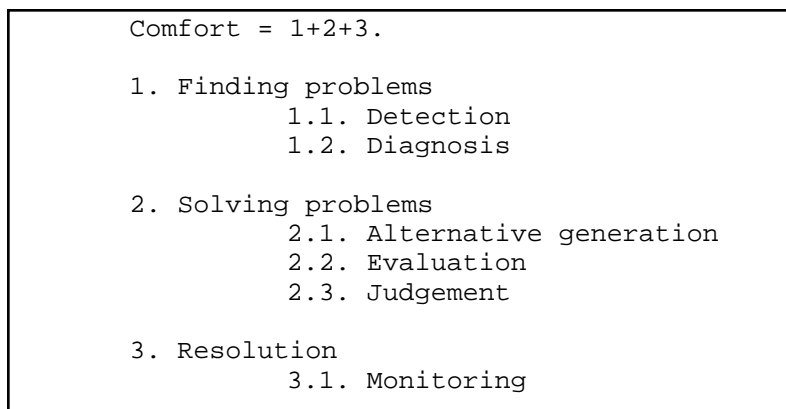 Comfort = 1+2+3.
1. Finding problems
1.1. Detection
1.2. Diagnosis
2. Solving problems
2.1. Alternative generation
2.2. Evaluation
2.3. Judgement
3. Resolution
3.1. Monitoring